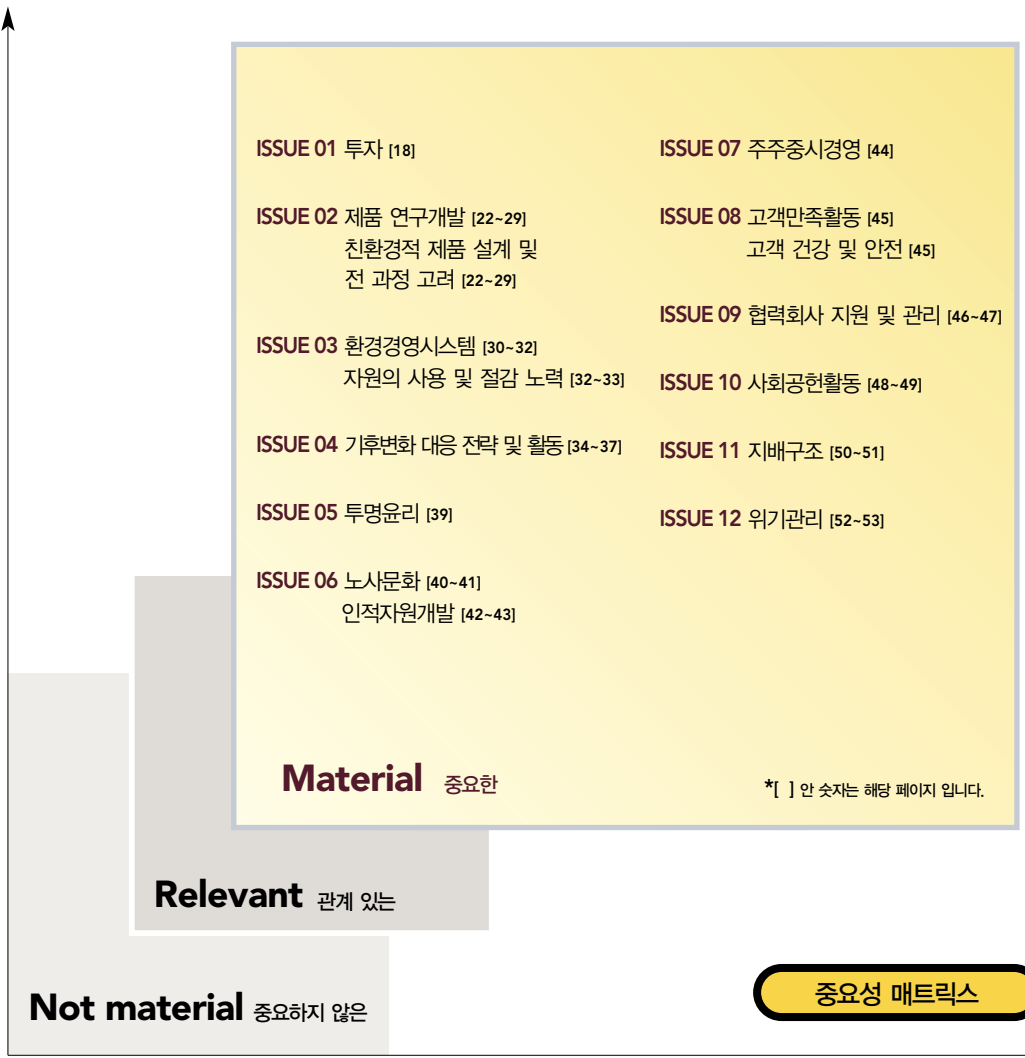 ISSUE 01 투자 [18]
ISSUE 02 제품 연구개발 [22~29]
친환경적 제품 설계 및
전 과정 고려 [22~29]
ISSUE 03 환경경영시스템 [30~32]
자원의 사용 및 절감 노력 [32~33]
ISSUE 04 기후변화 대응 전략 및 활동 [34~37]
ISSUE 05 투명윤리 [39]
ISSUE 06 노사문화 [40~41]
인적자원개발 [42~43]
ISSUE 07 주주중시경영 [44]
ISSUE 08 고객만족활동 [45]
고객 건강 및 안전 [45]
ISSUE 09 협력회사 지원 및 관리 [46~47]
ISSUE 10 사회공헌활동 [48~49]
ISSUE 11 지배구조 [50~51]
ISSUE 12 위기관리 [52~53]
Material 중요한
*[ ] 안 숫자는 해당 페이지 입니다.
Relevant 관계 있는
Not material 중요하지 않은
중요성 매트릭스